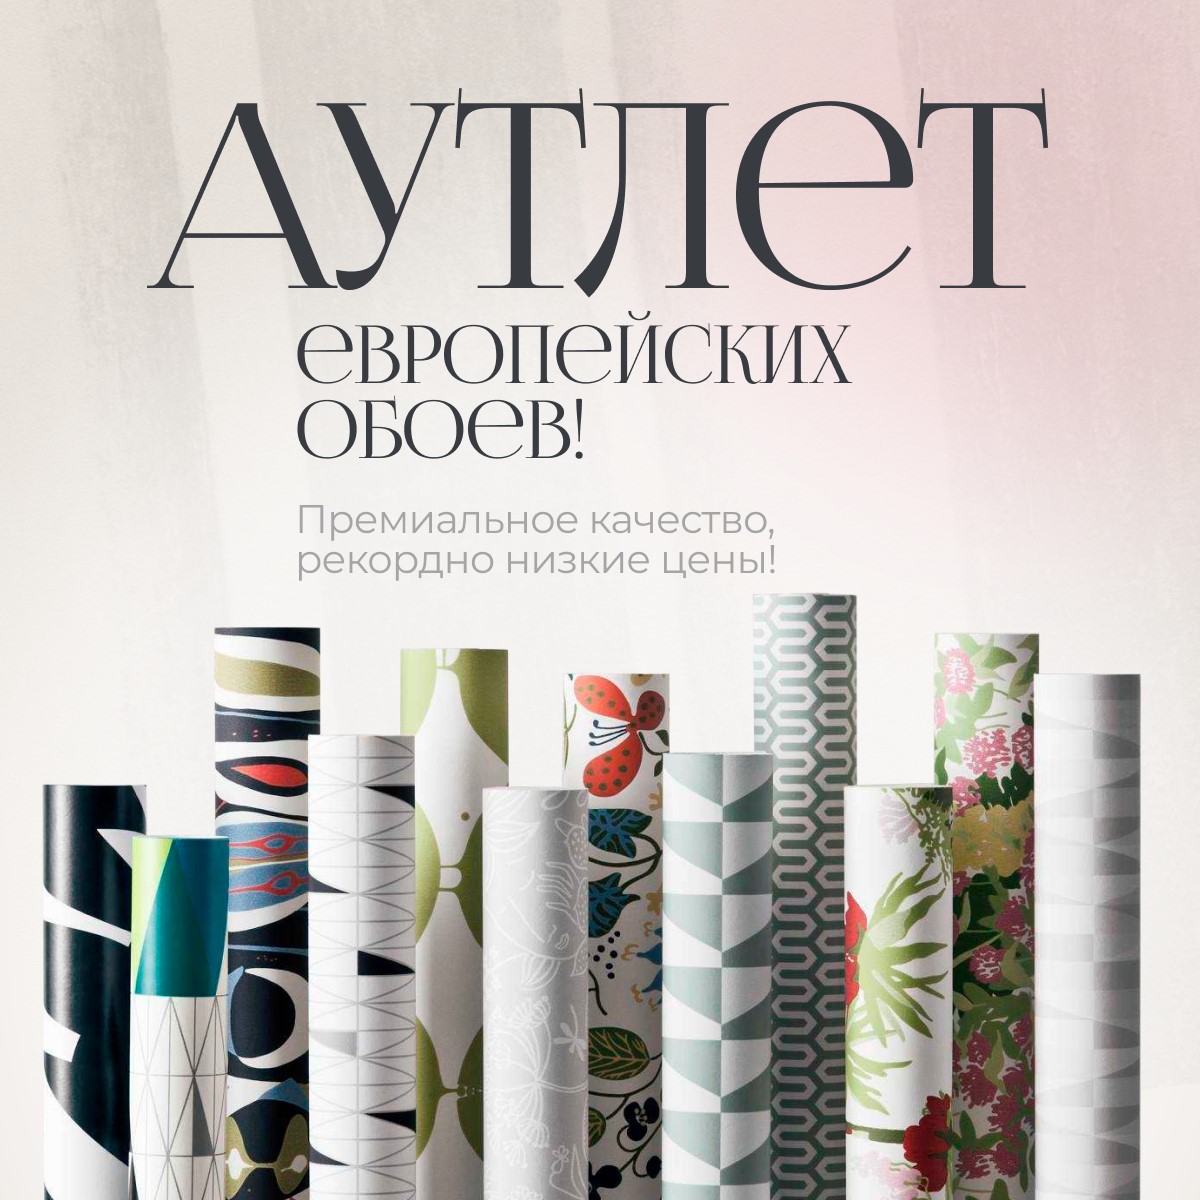 АУТЛЕТ
ЕВРОПЕЙСКИХ
ОБОЕВ!
Премиальное качество,
рекордно низкие цены!